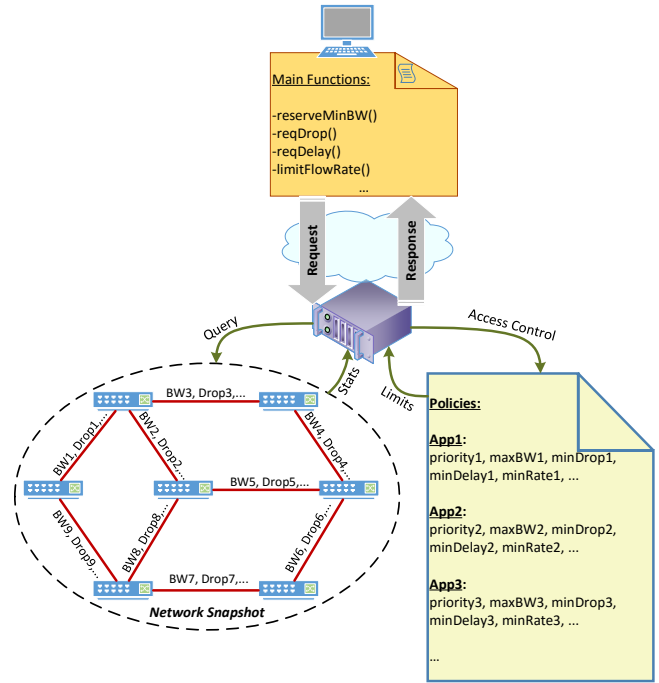 Main Functions:
-reserveMinBW()
-reqDrop()
-reqDelay()
-limitFlowRate()
...
Request
Response
Query
Stats
Limits
Access Control
BW3, Drop3,...
BW1, Drop1,...
BW2, Drop2,...
BW4, Drop4,...
BW5, Drop5,...
BW9, Drop9,...
BW8, Drop8,...
BW6, Drop6,...
BW7, Drop7,...
Network Snapshot
Policies:
App1:
priority1, maxBW1, minDrop1,
minDelay1, minRate1, ...
App2:
priority2, maxBW2, minDrop2,
minDelay2, minRate2, ...
App3:
priority3, maxBW3, minDrop3,
minDelay3, minRate3, ...
...